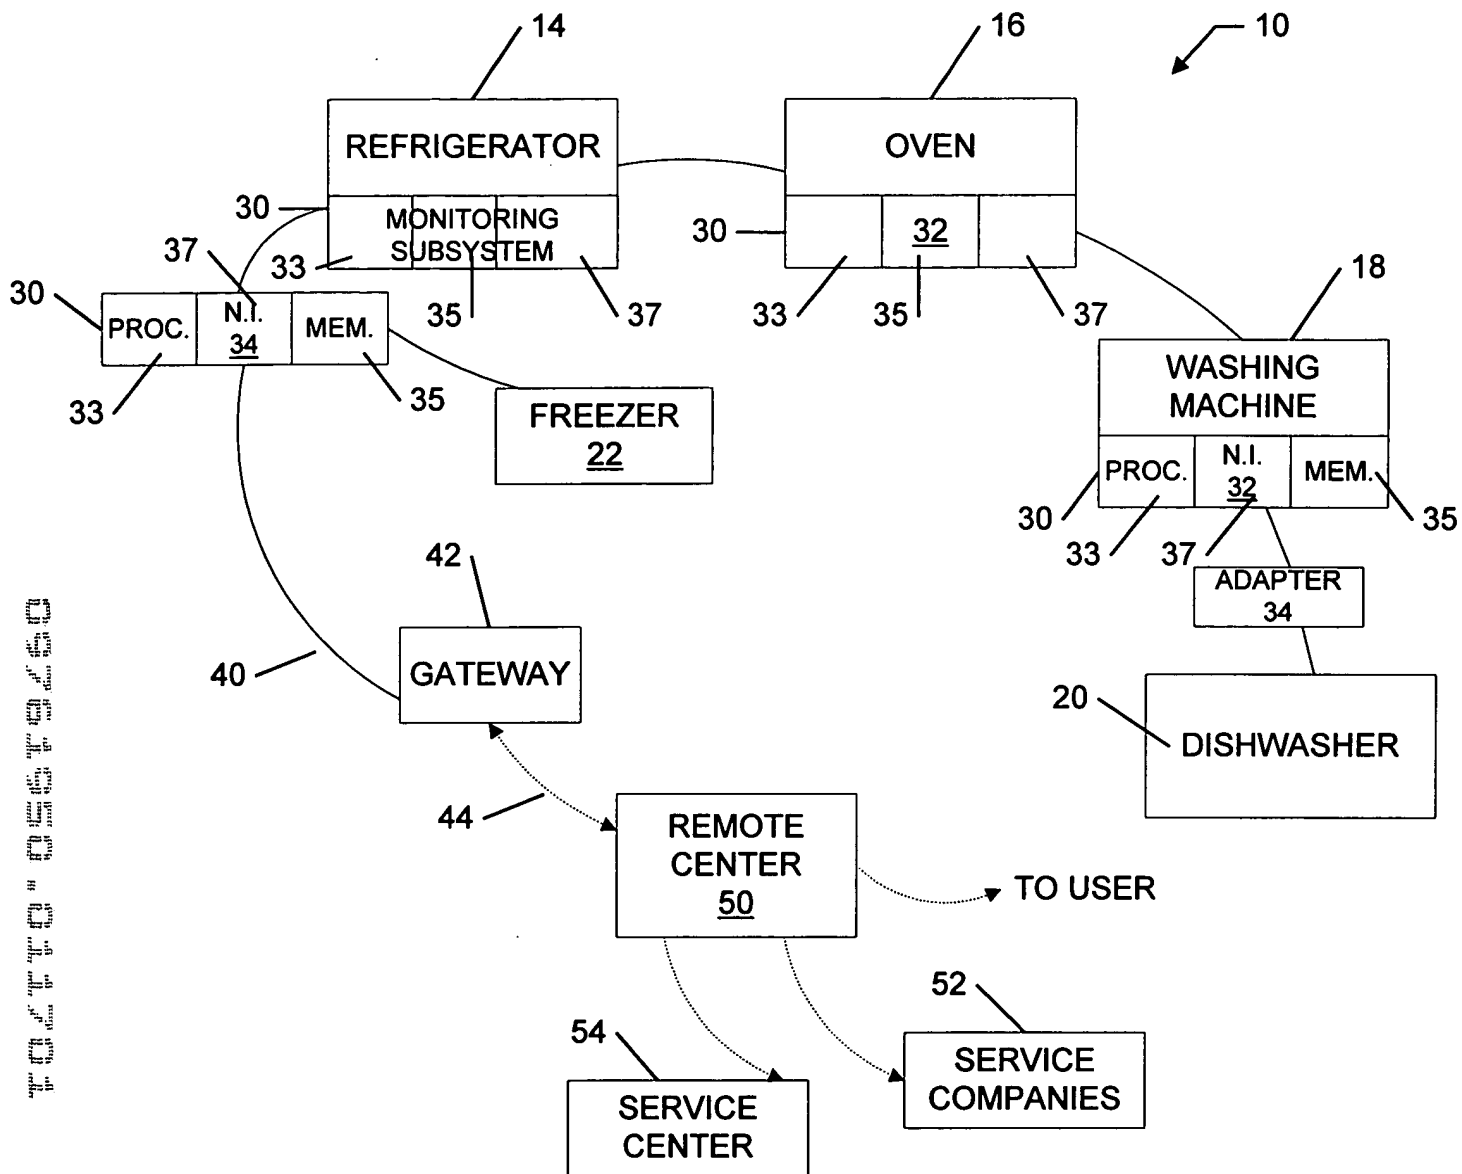 14
16
10
REFRIGERATOR
OVEN
30
MONITORING
SUBSYSTEM
33
35
37
30
32
33
35
37
18
37
30
PROC.
N.I.
34
MEM.
33
35
FREEZER
22
WASHING
MACHINE
PROC.
N.I.
32
MEM.
30
33
37
35
ADAPTER
34
42
GATEWAY
40
20
DISHWASHER
44
REMOTE
CENTER
50
TO USER
52
SERVICE
COMPANIES
54
SERVICE
CENTER
09761950.011701